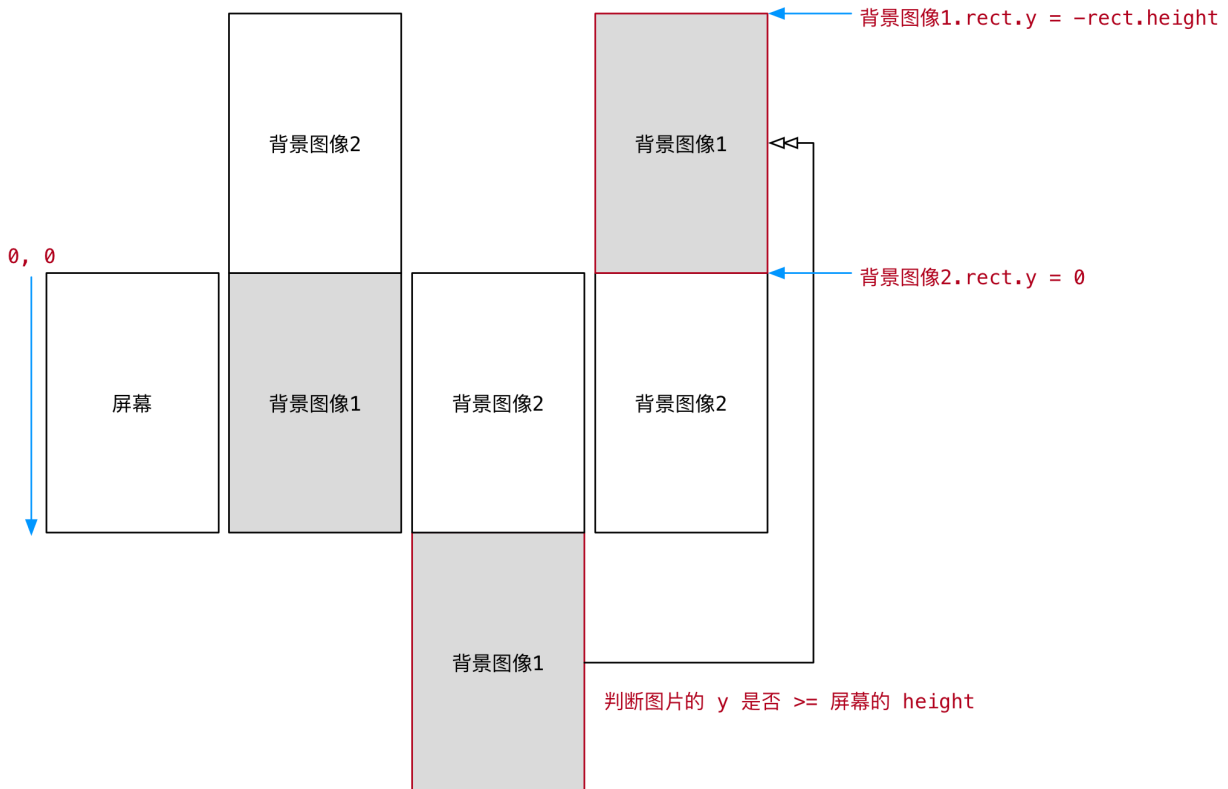 背景图像1.rect.y = -rect.height
背景图像2
背景图像1
0, 0
背景图像2.rect.y = 0
屏幕
背景图像1
背景图像2
背景图像2
背景图像1
判断图片的 y 是否 >= 屏幕的 height